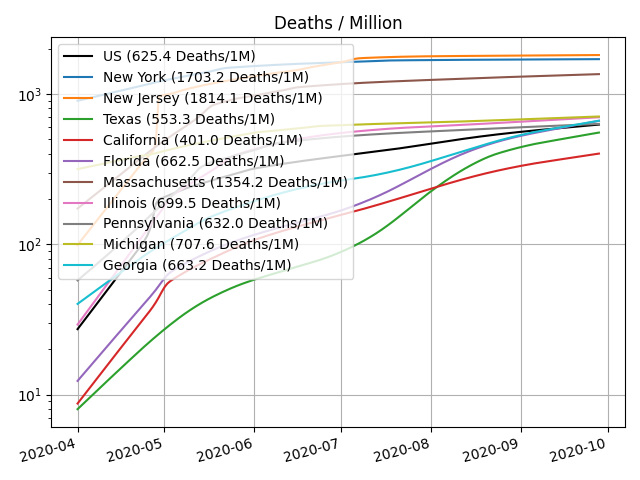 Deaths / Million
US (625.4 Deaths/1M)
New York (1703.2 Deaths/1M)
New Jersey (1814.1 Deaths/1M)
Texas (553.3 Deaths/1M)
California (401.0 Deaths/1M)
Florida (662.5 Deaths/1M)
Massachusetts (1354.2 Deaths/1M)
Illinois (699.5 Deaths/1M)
Pennsylvania (632.0 Deaths/1M)
Michigan (707.6 Deaths/1M)
Georgia (663.2 Deaths/1M)
10³
10²
10¹
2020-04 2020-05 2020-06 2020-07 2020-08 2020-09 2020-10